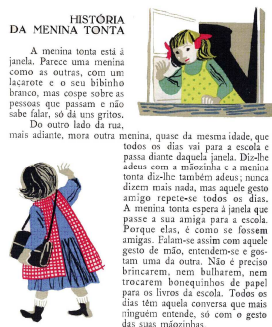 HISTÓRIA
DA MENINA TONTA
A menina tonta está à
janela. Parece uma menina
como as outras, com um
laçarote e o seu bibinho
branco, mas cospe sobre as
pessoas que passam e não
sabe falar, só dá uns gritos.
Do outro lado da rua,
mais adiante, mora outra menina, quase da mesma idade, que
todos os dias vai para a escola e
passa diante daquela janela. Diz-lhe
adeus com a mãozinha e a menina
tonta diz-lhe também adeus; nunca
dizem mais nada, mas aquele gesto
amigo repete-se todos os dias.
A menina tonta espera à janela que
passe a sua amiga para a escola.
Porque elas, é como se fossem
amigas. Falam-se assim com aquele
gesto de mão, entendem-se e gos-
tam uma da outra. Não é preciso
brincarem, nem bulharem, nem
trocarem bonequinhos de papel
para os livros da escola. Todos os
dias têm aquela conversa que mais
ninguém entende, só com o gesto
das suas mãozinhas.